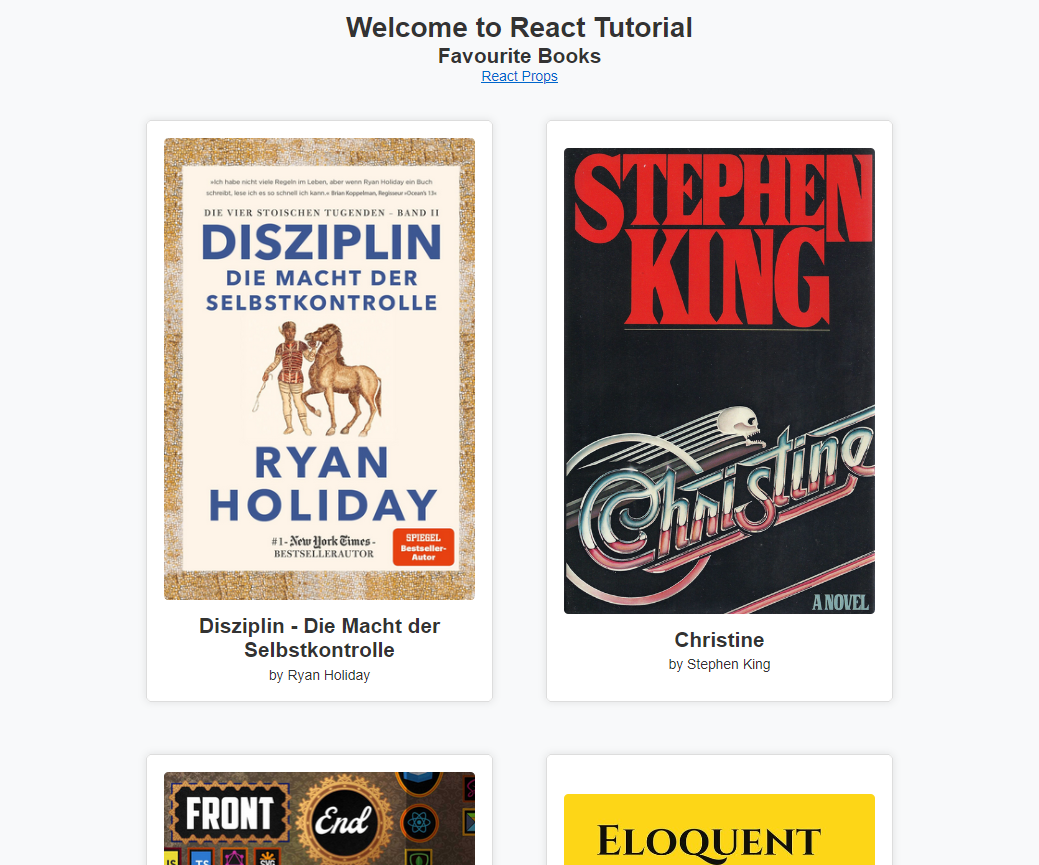 Welcome to React Tutorial
Favourite Books
React Props
»Ich habe nicht viele Regeln im Leben, aber wenn Ryan Holiday ein Buch
schreibt, lese ich es so schnell ich kann.« Brian Koppelman, Regisseur »Ocean's 13«
DIE VIER STOISCHEN TUGENDEN – BAND II
DISZIPLIN
DIE MACHT DER
SELBSTKONTROLLE
RYAN
HOLIDAY
#1-New York Times-
BESTSELLERAUTOR
SPIEGEL
Bestseller-
Autor
Disziplin - Die Macht der
Selbstkontrolle
by Ryan Holiday
STEPHEN
KING
Christine
A NOVEL
Christine
by Stephen King
FRONT End
JS TS SVG
ELOQUENT